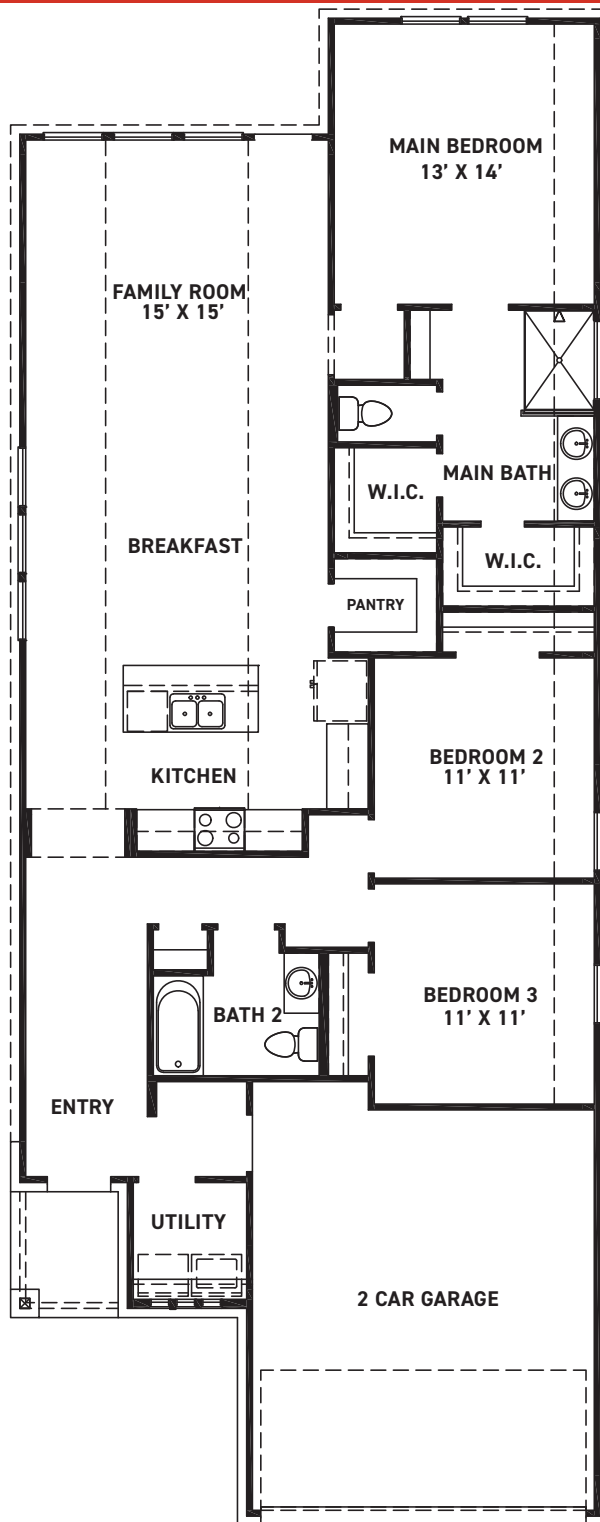 MAIN BEDROOM
13’ X 14’
FAMILY ROOM
15’ X 15’
MAIN BATH
W.I.C.
BREAKFAST
W.I.C.
PANTRY
BEDROOM 2
11’ X 11’
KITCHEN
BEDROOM 3
11’ X 11’
BATH 2
ENTRY
UTILITY
2 CAR GARAGE